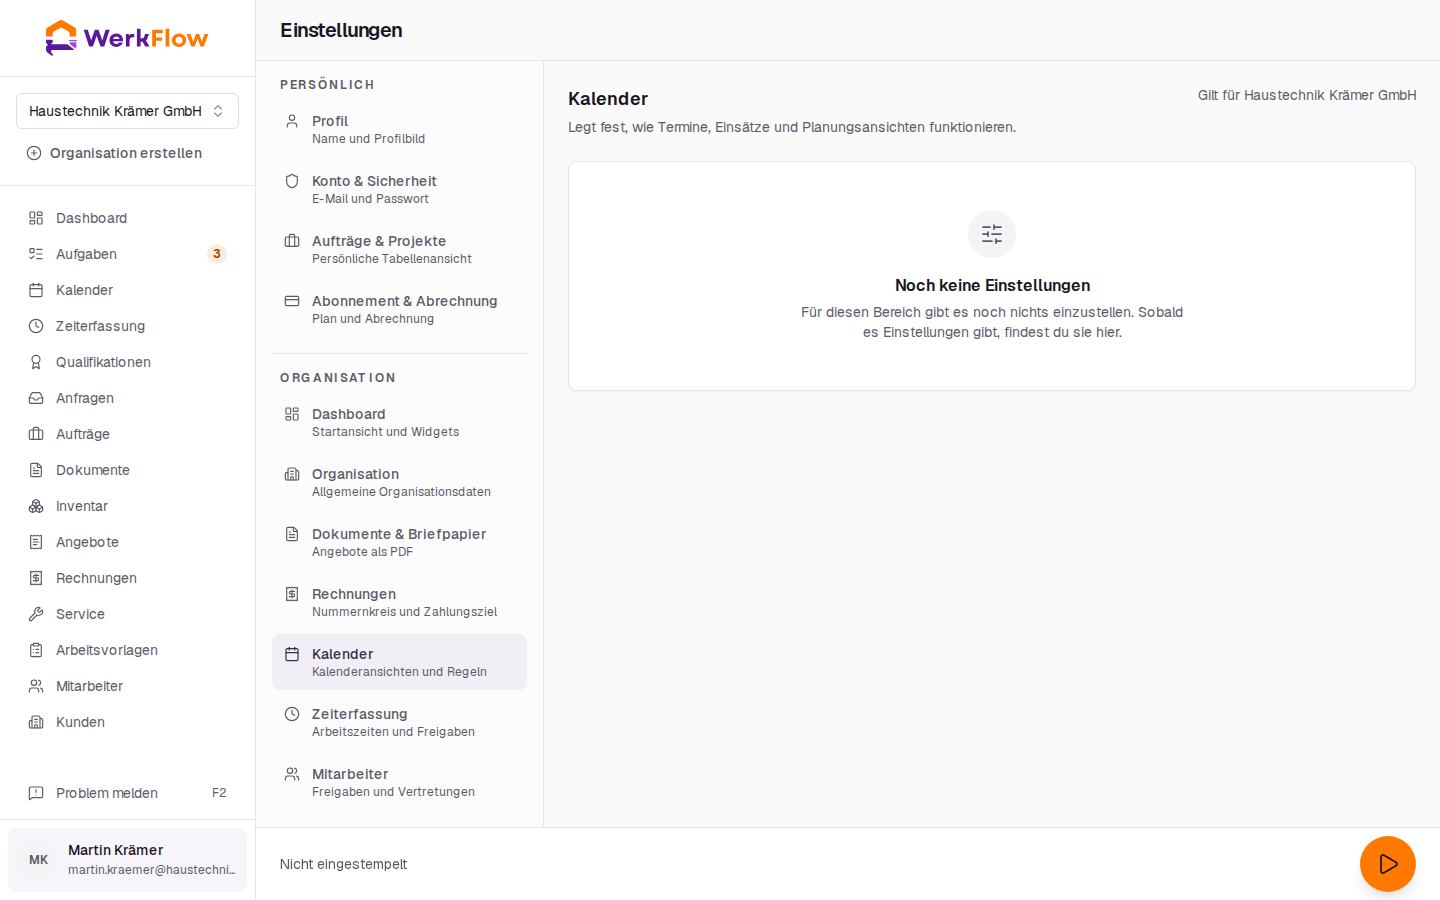 WerkFlow
Haustechnik Krämer GmbH
Organisation erstellen
Dashboard
Aufgaben
3
Kalender
Zeiterfassung
Qualifikationen
Anfragen
Aufträge
Dokumente
Inventar
Angebote
Rechnungen
Service
Arbeitsvorlagen
Mitarbeiter
Kunden
Problem melden
F2
MK
Martin Krämer
martin.kraemer@haustechni…
Einstellungen
PERSÖNLICH
Profil
Name und Profilbild
Konto & Sicherheit
E-Mail und Passwort
Aufträge & Projekte
Persönliche Tabellenansicht
Abonnement & Abrechnung
Plan und Abrechnung
ORGANISATION
Dashboard
Startansicht und Widgets
Organisation
Allgemeine Organisationsdaten
Dokumente & Briefpapier
Angebote als PDF
Rechnungen
Nummernkreis und Zahlungsziel
Kalender
Kalenderansichten und Regeln
Zeiterfassung
Arbeitszeiten und Freigaben
Mitarbeiter
Freigaben und Vertretungen
Kalender
Gilt für Haustechnik Krämer GmbH
Legt fest, wie Termine, Einsätze und Planungsansichten funktionieren.
Noch keine Einstellungen
Für diesen Bereich gibt es noch nichts einzustellen. Sobald
es Einstellungen gibt, findest du sie hier.
Nicht eingestempelt